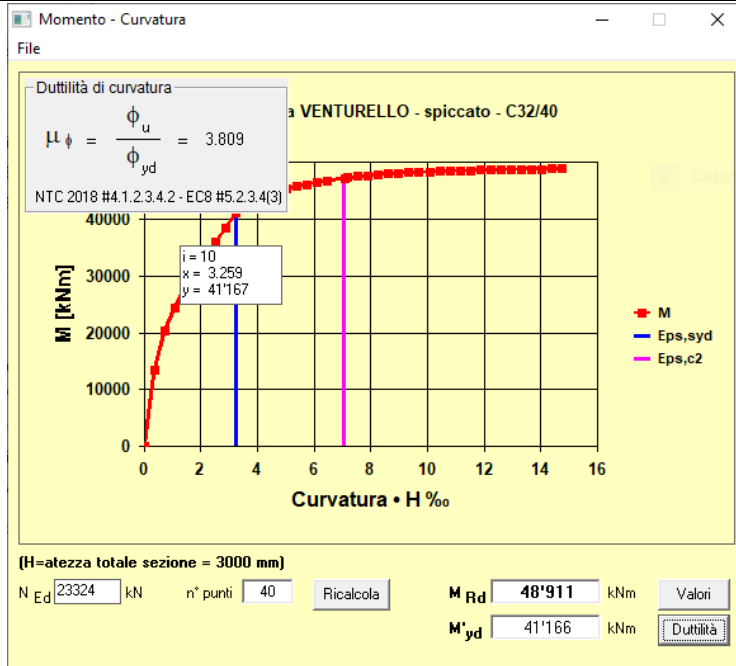 Momento - Curvatura
File
Duttilità di curvatura
μ ϕ = ϕu / ϕyd = 3.809
NTC 2018 #4.1.2.3.4.2 - EC8 #5.2.3.4(3)
a VENTURELLO - spiccato - C32/40
Cattur
40000
30000
20000
10000
0
M [kNm]
i = 10
x = 3.259
y = 41'167
M
Eps,syd
Eps,c2
0 2 4 6 8 10 12 14 16
Curvatura • H ‰
(H=atezza totale sezione = 3000 mm)
N Ed 23324 kN n° punti 40 Ricalcola M Rd 48'911 kNm Valori
M'yd 41'166 kNm Duttilità